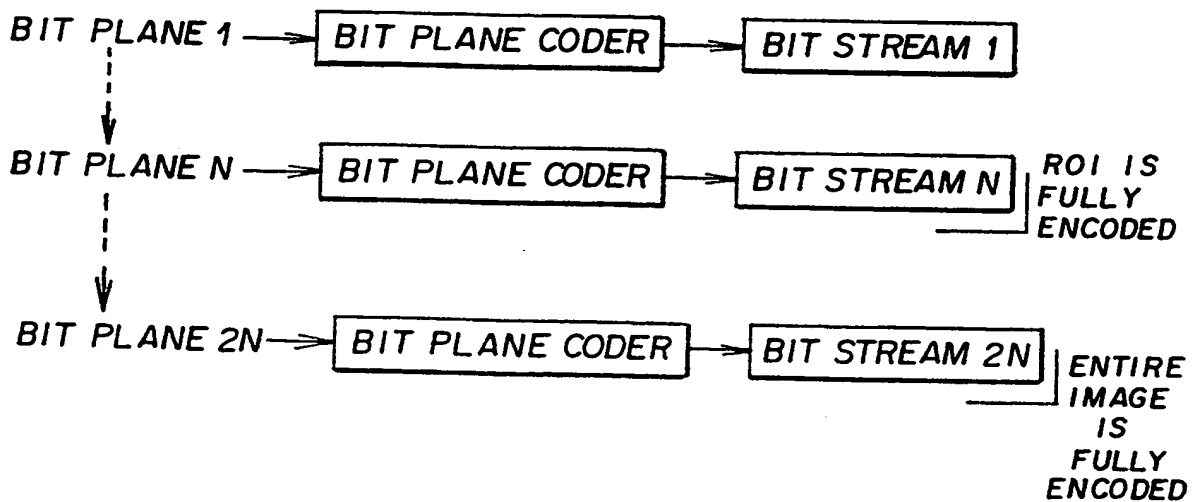 BIT PLANE 1
BIT PLANE CODER
BIT STREAM 1
BIT PLANE N
BIT PLANE CODER
BIT STREAM N
ROI IS
FULLY
ENCODED
BIT PLANE 2N
BIT PLANE CODER
BIT STREAM 2N
ENTIRE
IMAGE
IS
FULLY
ENCODED